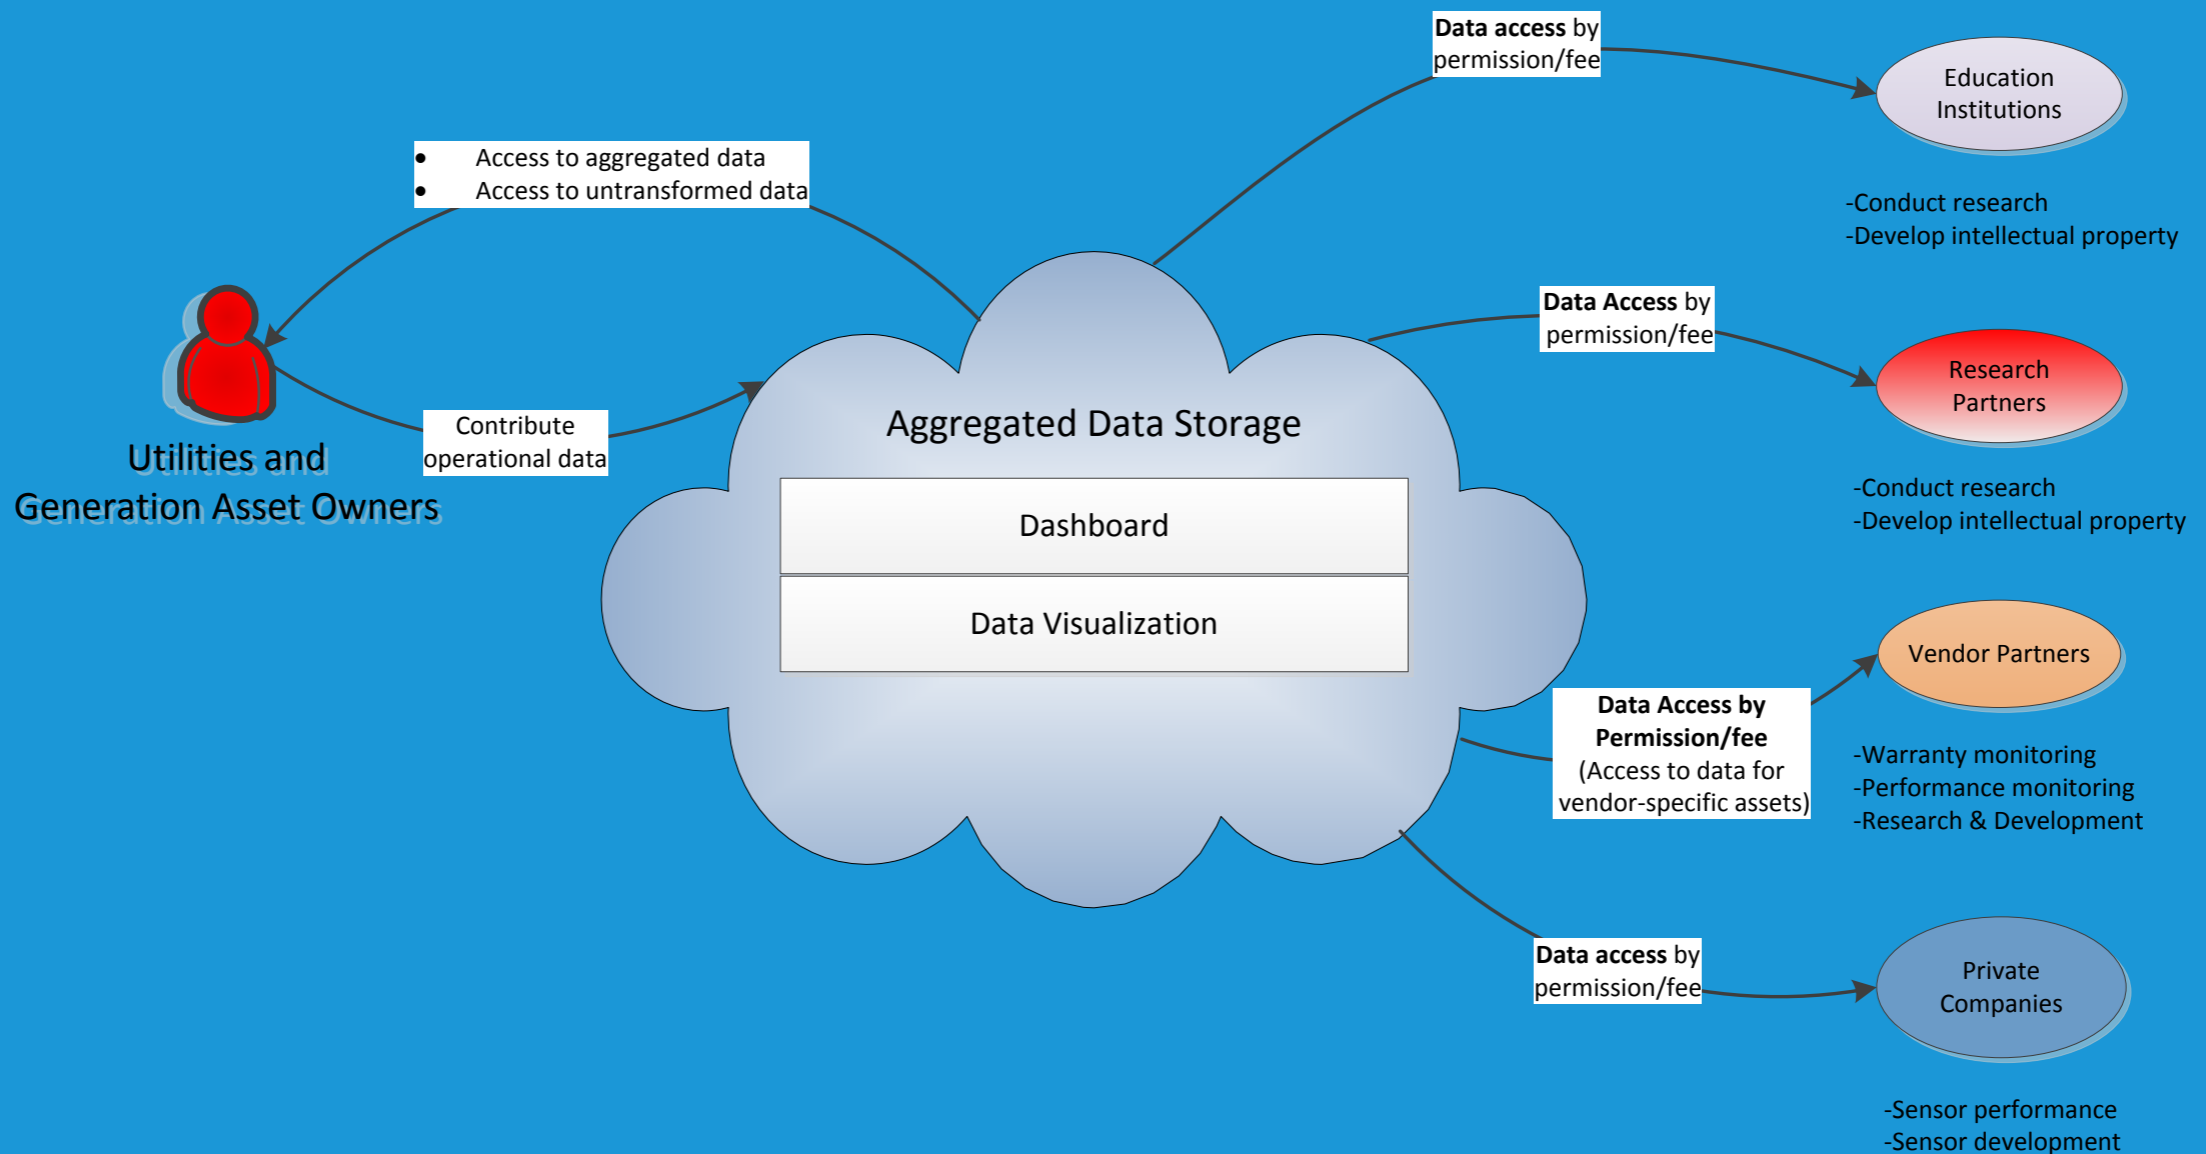 Data access by
permission/fee
Education
Institutions
-Conduct research
-Develop intellectual property
• Access to aggregated data
• Access to untransformed data
Utilities and
Generation Asset Owners
Contribute
operational data
Aggregated Data Storage
Dashboard
Data Visualization
Data Access by
permission/fee
Research
Partners
-Conduct research
-Develop intellectual property
Data Access by
Permission/fee
(Access to data for
vendor-specific assets)
Vendor Partners
-Warranty monitoring
-Performance monitoring
-Research & Development
Data access by
permission/fee
Private
Companies
-Sensor performance
-Sensor development